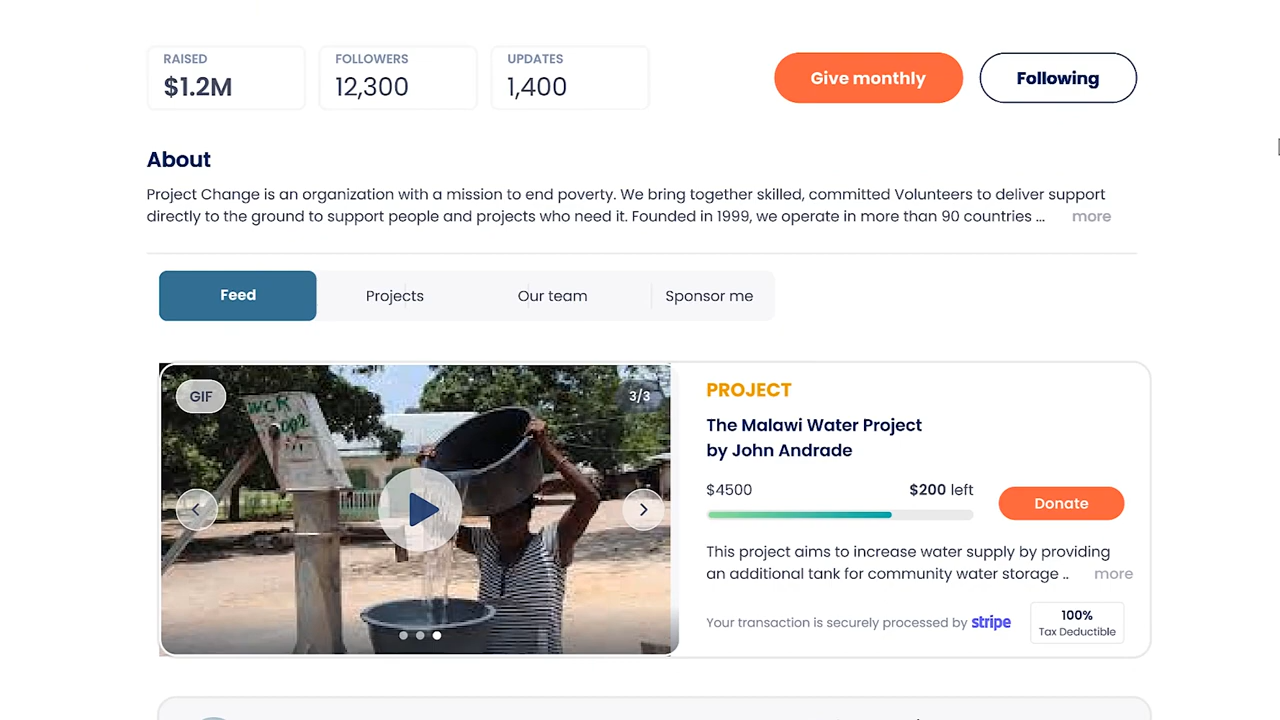 RAISED
$1.2M
FOLLOWERS
12,300
UPDATES
1,400
Give monthly
Following
About
Project Change is an organization with a mission to end poverty. We bring together skilled, committed Volunteers to deliver support
directly to the ground to support people and projects who need it. Founded in 1999, we operate in more than 90 countries ... more
Feed
Projects
Our team
Sponsor me
GIF
3/3
WCR
PROJECT
The Malawi Water Project
by John Andrade
$4500
$200 left
Donate
This project aims to increase water supply by providing
an additional tank for community water storage .. more
Your transaction is securely processed by stripe
100%
Tax Deductible